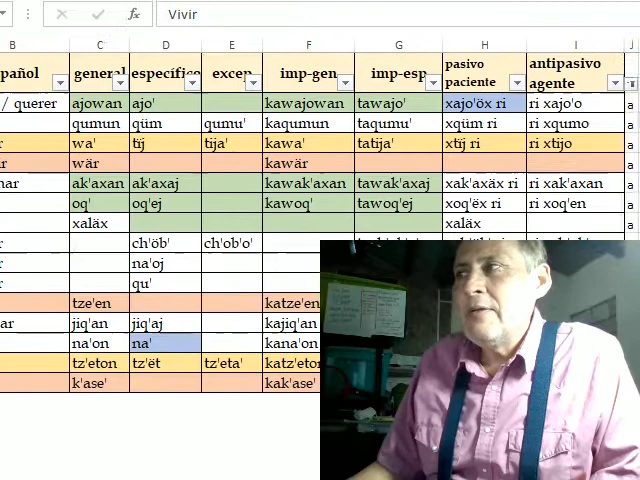 fx Vivir
B C D E F G H I J
pañol general específico excep imp-gen imp-esp pasivo paciente antipasivo agente
/ querer ajowan ajo' kawajowan tawajo' xajo'öx ri ri xajo'o a
qumun qüm qumu' kaqumun taqumu' xqüm ri ri xqumo a
r wa' tïj tija' kawa' tatija' xtïj ri ri xtijo a
ir wär kawär a
nar ak'axan ak'axaj kawak'axan tawak'axaj xak'axäx ri ri xak'axan a
oq' oq'ej kawoq' tawoq'ej xoq'ëx ri ri xoq'en a
xaläx xaläx a
r ch'öb' ch'ob'o'
r na'oj
r qu'
tze'en katze'en
ar jiq'an jiq'aj kajiq'an
na'on na' kana'on
tz'eton tz'ët tz'eta' katz'eto
k'ase' kak'ase'